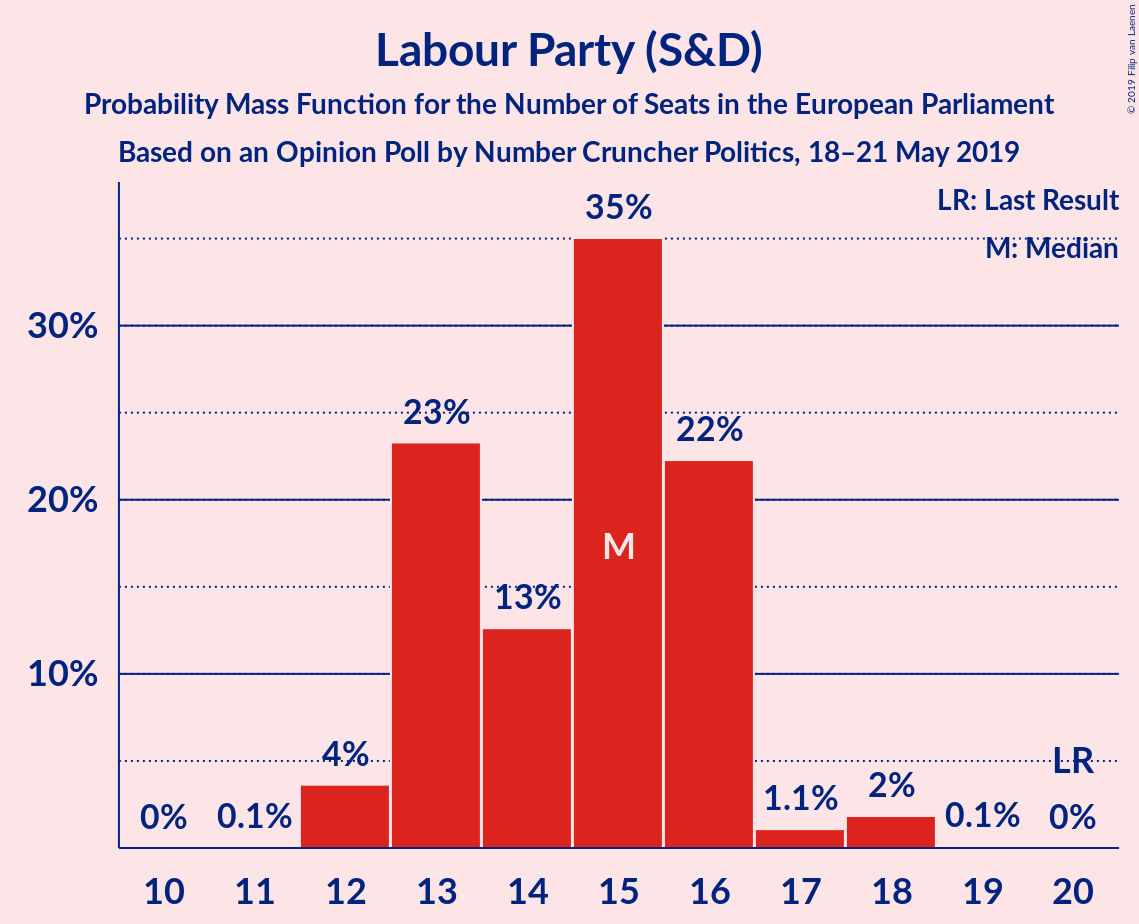 Labour Party (S&D)
Probability Mass Function for the Number of Seats in the European Parliament
Based on an Opinion Poll by Number Cruncher Politics, 18–21 May 2019
© 2019 Filip van Laenen
LR: Last Result
M: Median
30%
20%
10%
0%
0.1%
4%
23%
13%
35%
M
22%
1.1%
2%
0.1%
LR
0%
10 11 12 13 14 15 16 17 18 19 20